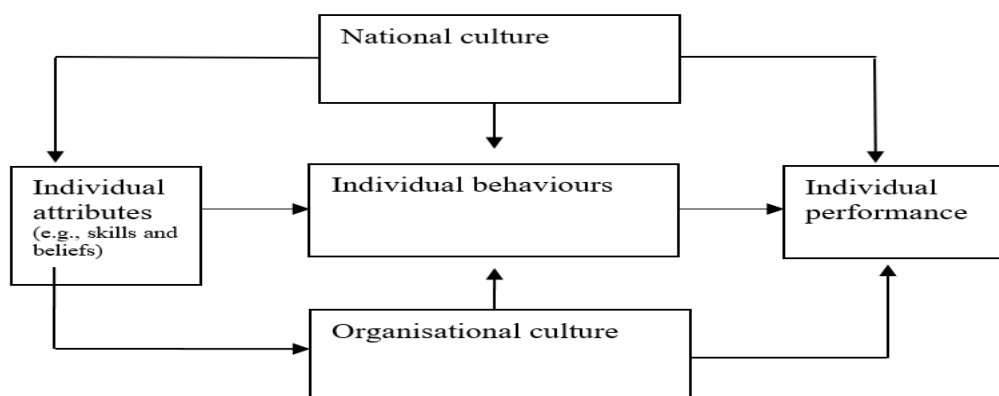 National culture
Individual
attributes
(e.g., skills and
beliefs)
Individual behaviours
Individual
performance
Organisational culture